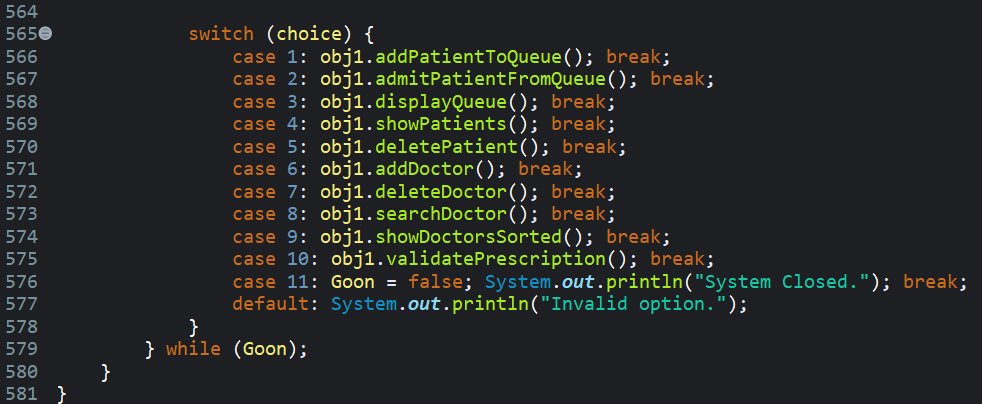 564
565 switch (choice) {
566 case 1: obj1.addPatientToQueue(); break;
567 case 2: obj1.admitPatientFromQueue(); break;
568 case 3: obj1.displayQueue(); break;
569 case 4: obj1.showPatients(); break;
570 case 5: obj1.deletePatient(); break;
571 case 6: obj1.addDoctor(); break;
572 case 7: obj1.deleteDoctor(); break;
573 case 8: obj1.searchDoctor(); break;
574 case 9: obj1.showDoctorsSorted(); break;
575 case 10: obj1.validatePrescription(); break;
576 case 11: Goon = false; System.out.println("System Closed."); break;
577 default: System.out.println("Invalid option.");
578 }
579 } while (Goon);
580 }
581 }